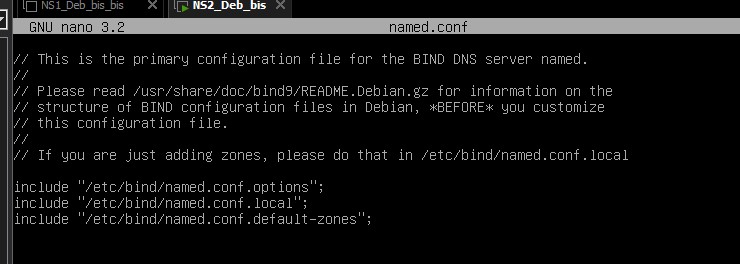 NS1_Deb_bis_bis
NS2_Deb_bis
GNU nano 3.2 named.conf
// This is the primary configuration file for the BIND DNS server named.
//
// Please read /usr/share/doc/bind9/README.Debian.gz for information on the
// structure of BIND configuration files in Debian, *BEFORE* you customize
// this configuration file.
//
// If you are just adding zones, please do that in /etc/bind/named.conf.local
include "/etc/bind/named.conf.options";
include "/etc/bind/named.conf.local";
include "/etc/bind/named.conf.default-zones";